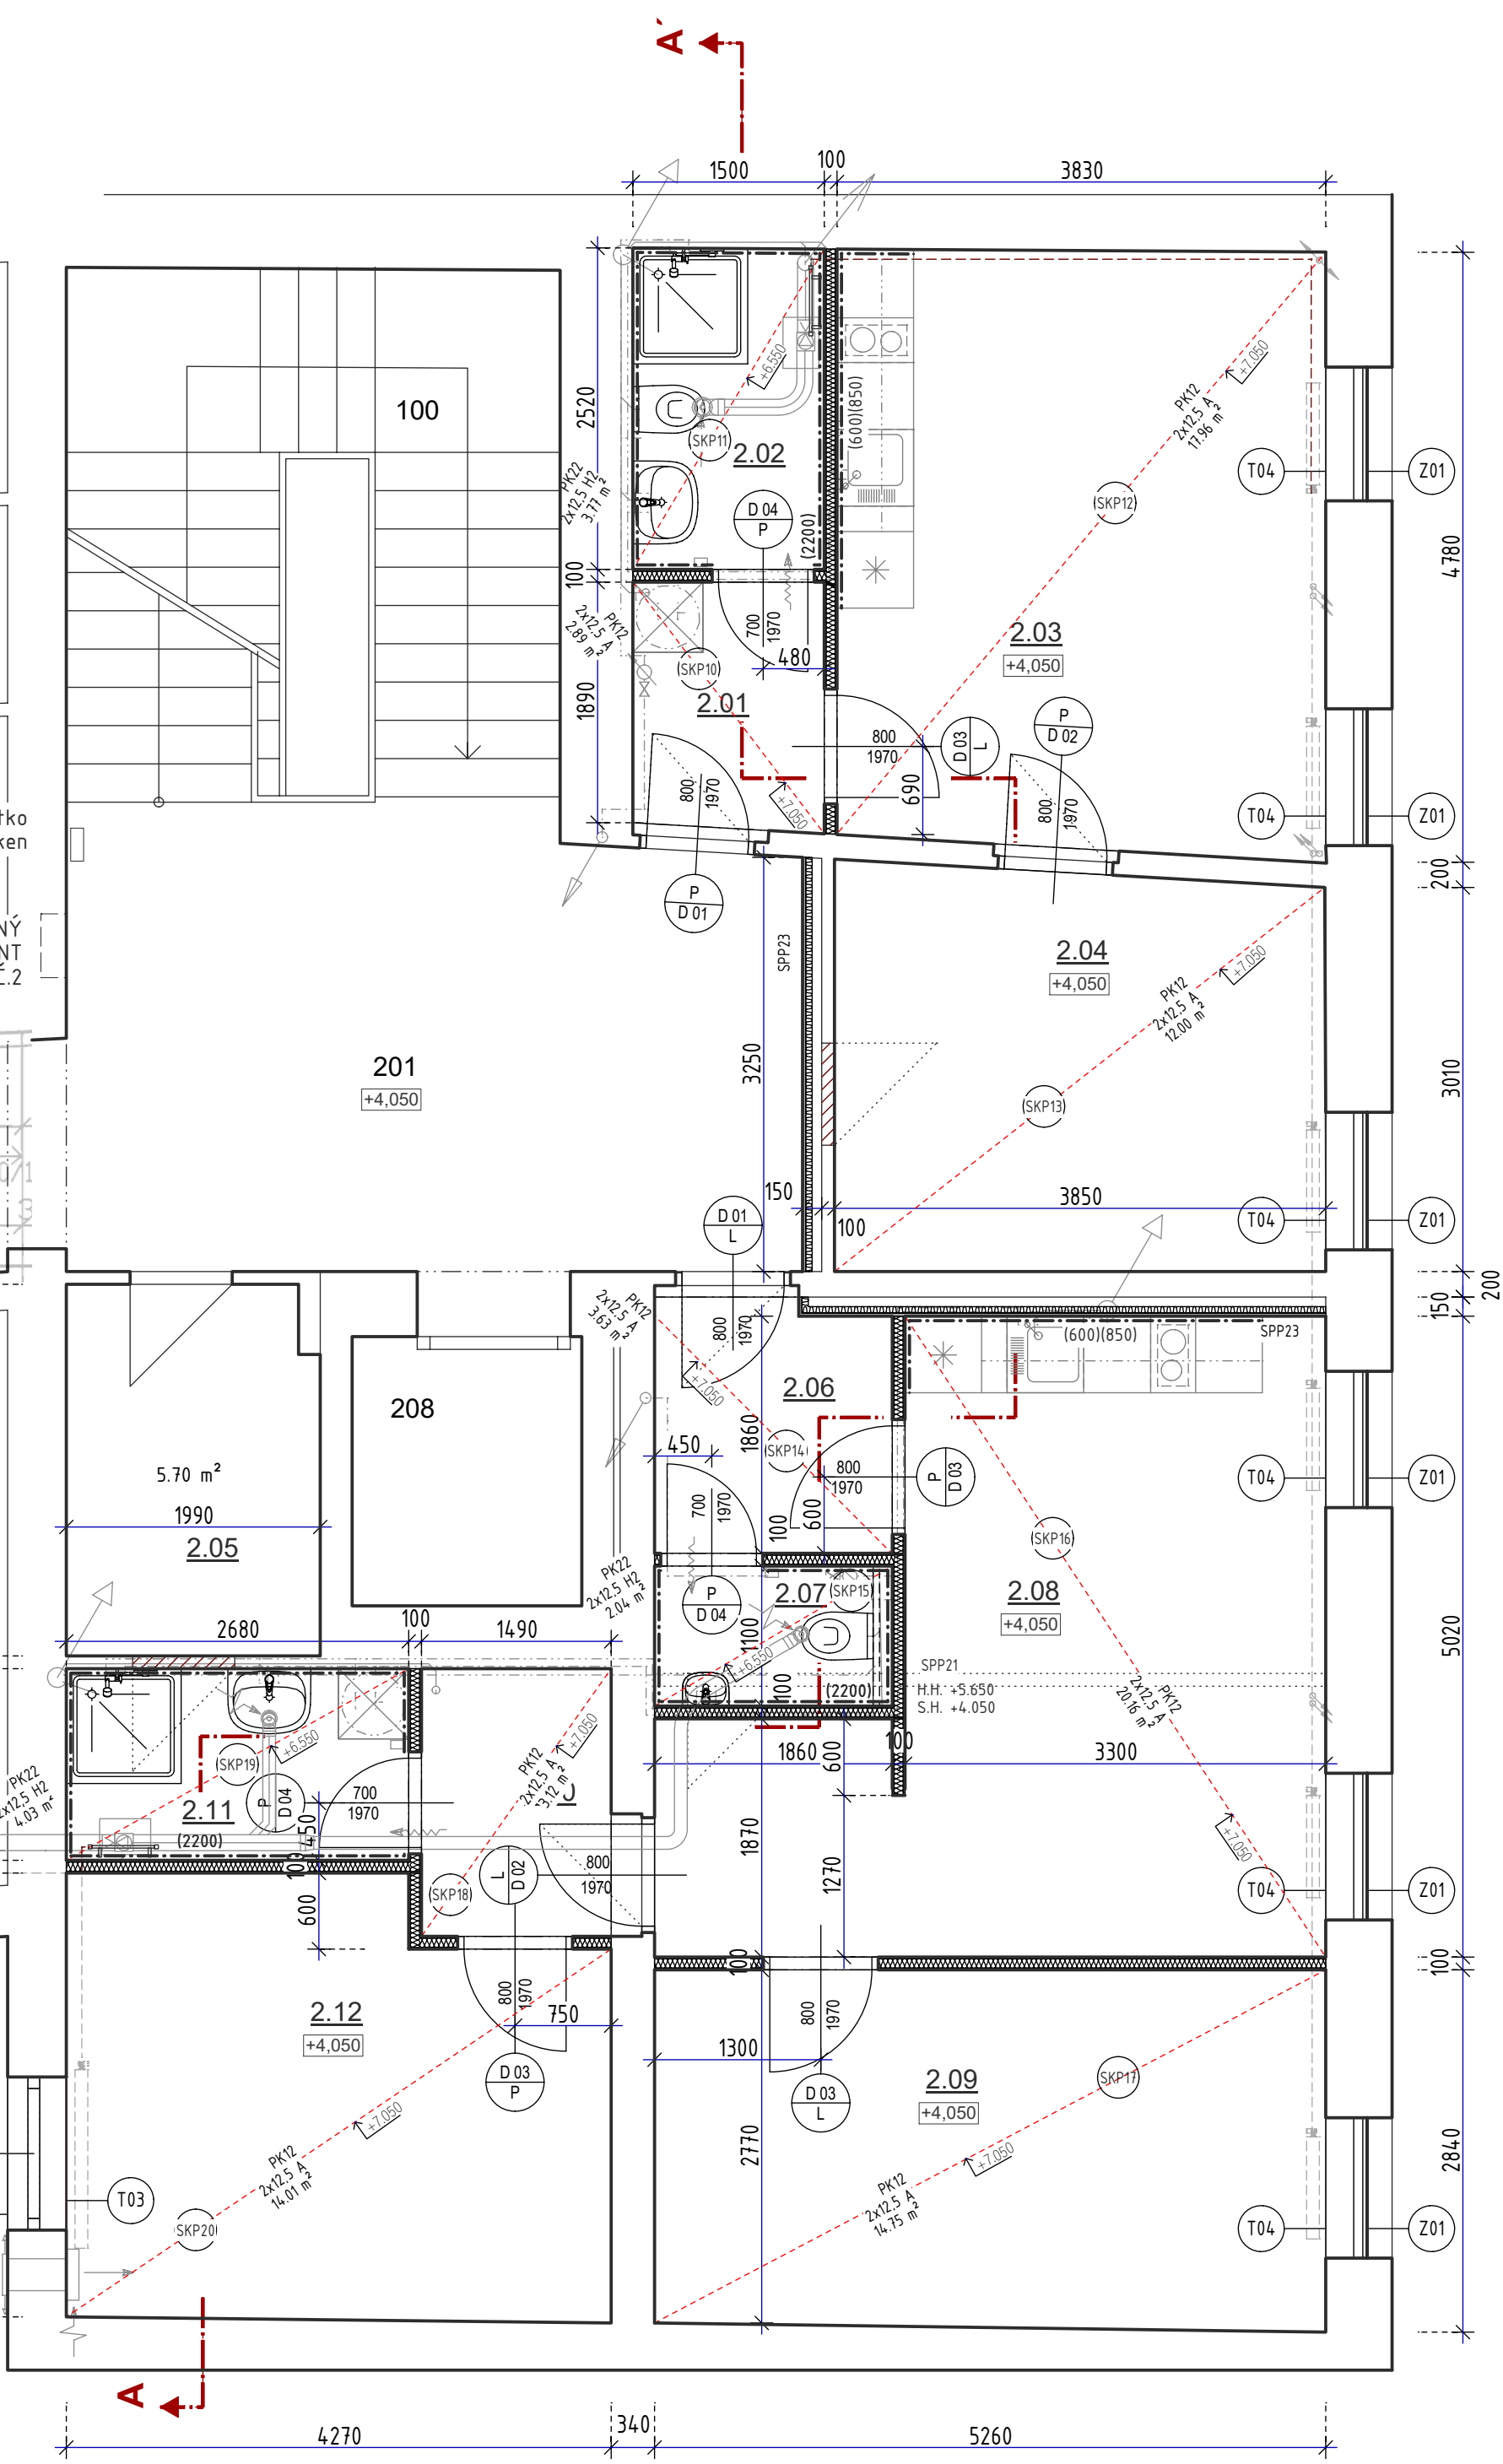 A´
1500
100
3830
100
2520
PK22
2x12.5 H2
3.77 m²
+6.550
SKP11
2.02
D 04
P
(2200)
(600)(850)
PK12
2x12.5 A
17.96 m²
+7.050
SKP12
T04
Z01
4780
100
PK12
2x12.5 A
2.89 m²
SKP10
700
1970
480
2.01
1890
2.03
+4,050
800
1970
D 03
L
P
D 02
690
800
1970
800
1970
+7.050
P
D 01
T04
Z01
200
tko
ken
NÝ
NT
Č.2
SPP23
2.04
+4,050
PK12
2x12.5 A
12.00 m²
+7.050
201
+4,050
3250
SKP13
3010
150
3850
100
D 01
L
T04
Z01
200
150
PK12
2x12.5 A
3.63 m²
800
1970
+7.050
(600)(850)
SPP23
208
2.06
1860
450
SKP14
800
1970
P
D 03
T04
Z01
5.70 m²
1990
2.05
700
1970
100
600
SKP16
PK22
2x12.5 H2
2.04 m²
P
D 04
2.07
SKP15
2.08
+4,050
5020
2680
100
1490
1100
+6.550
100
(2200)
SPP21
H.H. +5.650
S.H. +4.050
PK12
2x12.5 A
20.16 m²
SKP19
+6.550
PK12
2x12.5 A
3.12 m²
+7.050
1860
600
100
3300
PK22
2x12.5 H2
4.03 m²
2.11
P
D 04
700
1970
(2200)
450
100
600
1870
1270
+7.050
L
D 02
800
1970
SKP18
T04
Z01
100
100
2.12
+4,050
800
1970
750
D 03
P
800
1970
1300
D 03
L
2.09
+4,050
SKP17
+7.050
PK12
2x12.5 A
14.01 m²
2770
+7.050
PK12
2x12.5 A
14.75 m²
2840
T03
SKP20
T04
Z01
A
4270
340
5260